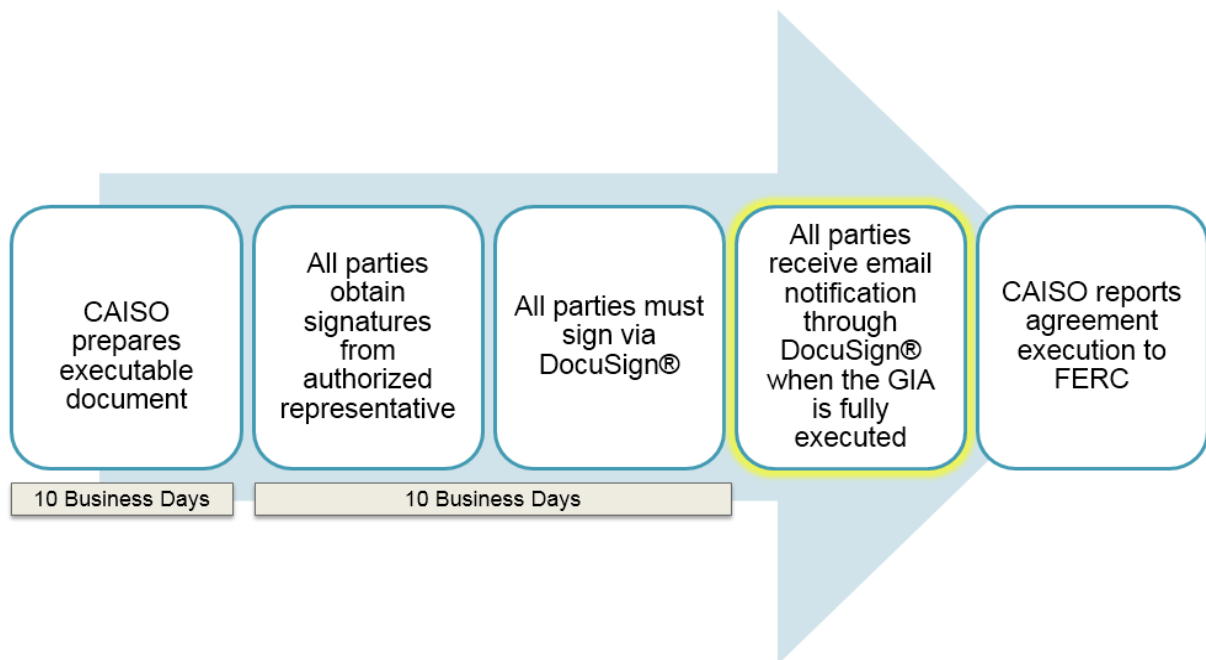 CAISO
prepares
executable
document
All parties
obtain
signatures
from
authorized
representative
All parties must
sign via
DocuSign®
All parties
receive email
notification
through
DocuSign®
when the GIA
is fully
executed
CAISO reports
agreement
execution to
FERC
10 Business Days
10 Business Days